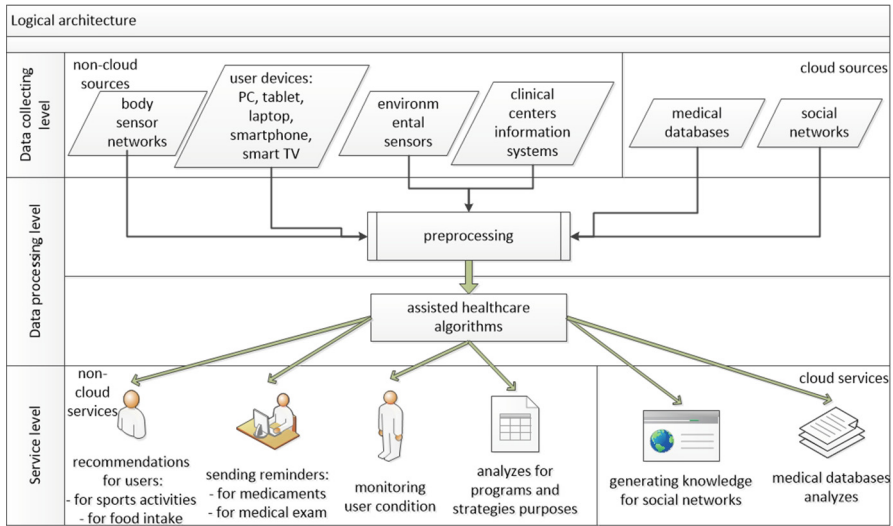 Logical architecture
Data collecting
level
non-cloud
sources
body
sensor
networks
user devices:
PC, tablet,
laptop,
smartphone,
smart TV
environm
ental
sensors
clinical
centers
information
systems
cloud sources
medical
databases
social
networks
Data processing level
preprocessing
assisted healthcare
algorithms
Service level
non-
cloud
services
recommendations
for users:
- for sports activities
- for food intake
sending reminders:
- for medicaments
- for medical exam
monitoring
user condition
analyzes for
programs and
strategies purposes
cloud services
generating knowledge
for social networks
medical databases
analyzes